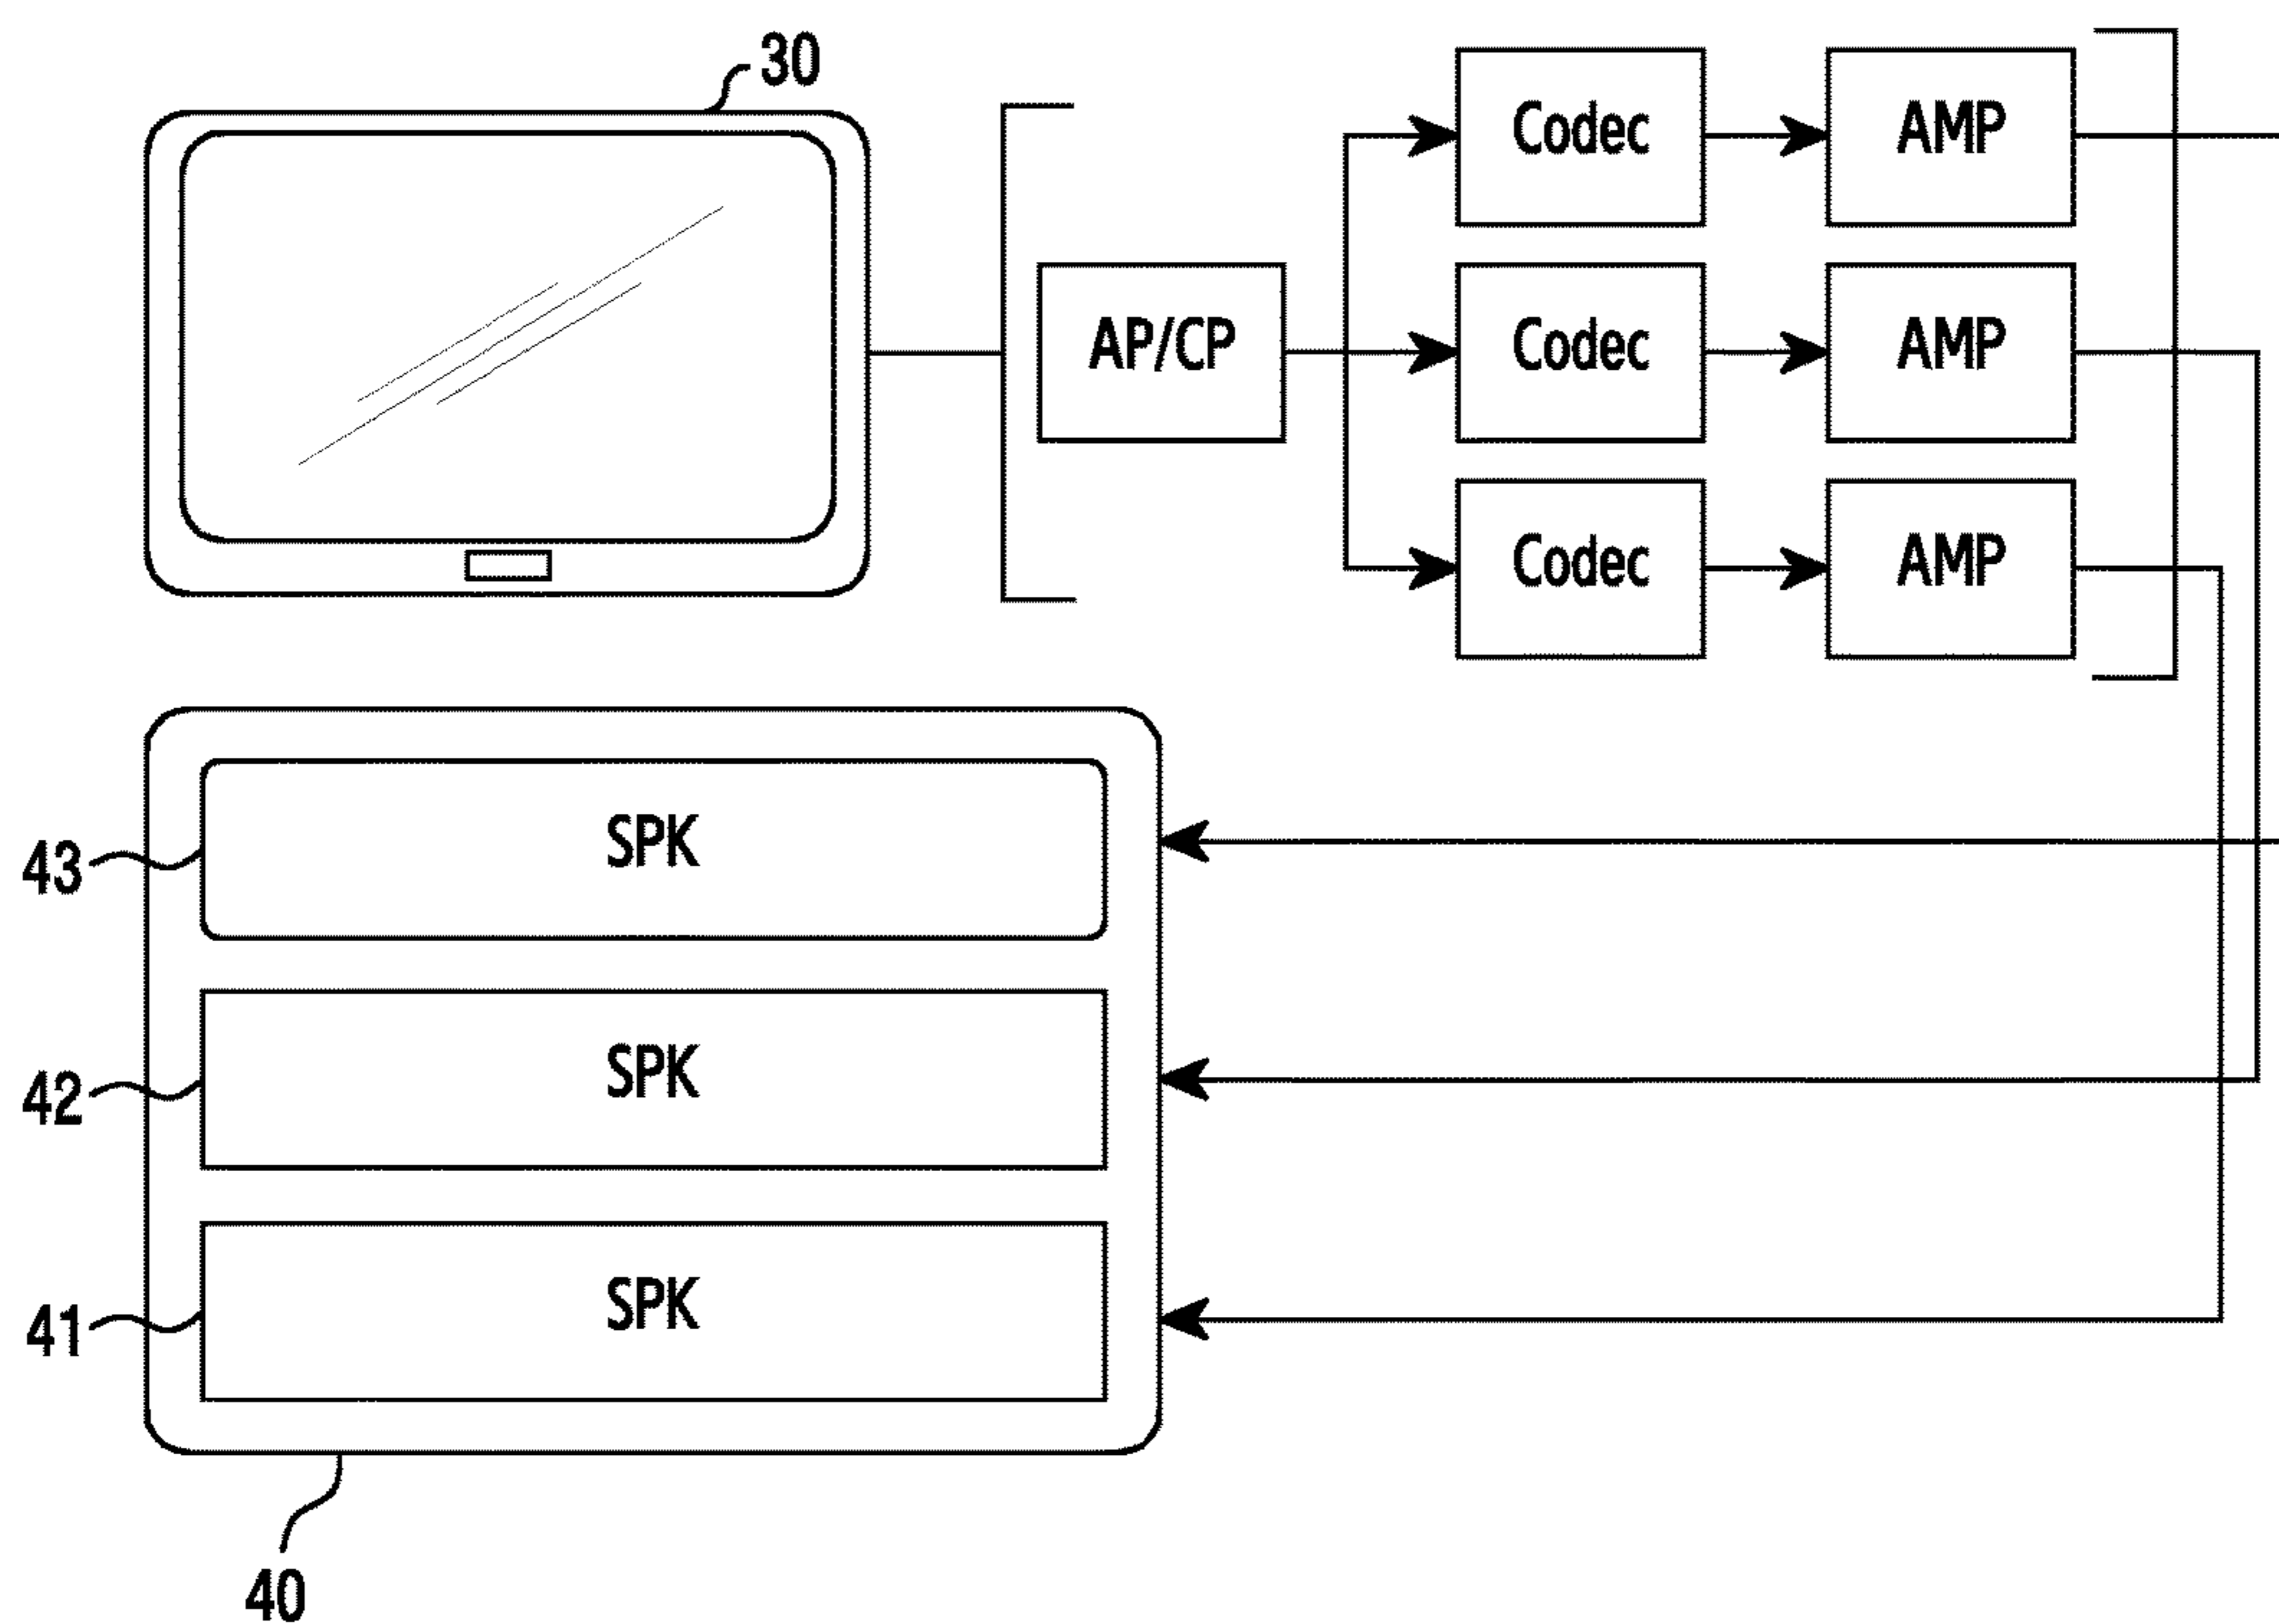 30
Codec AMP
AP/CP Codec AMP
Codec AMP
43 SPK
42 SPK
41 SPK
40